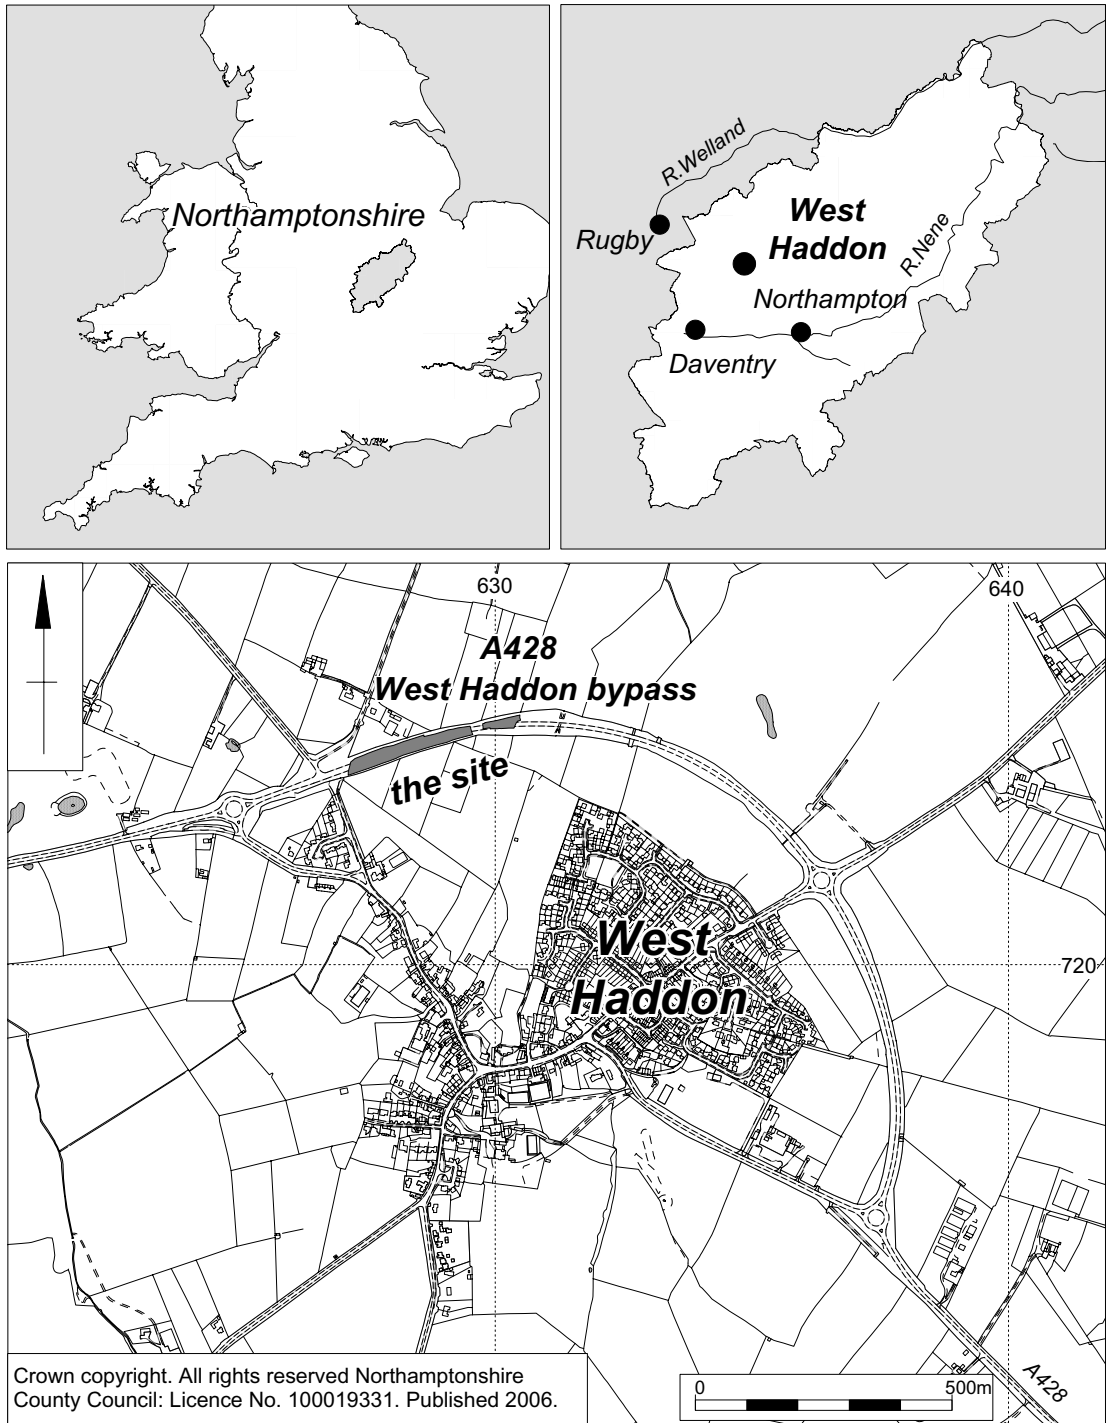 Northamptonshire
R.Welland
West
Haddon
Rugby
R.Nene
Northampton
Daventry
630
640
A428
West Haddon bypass
the site
West
Haddon
720
A428
Crown copyright. All rights reserved Northamptonshire
County Council: Licence No. 100019331. Published 2006.
0
500m